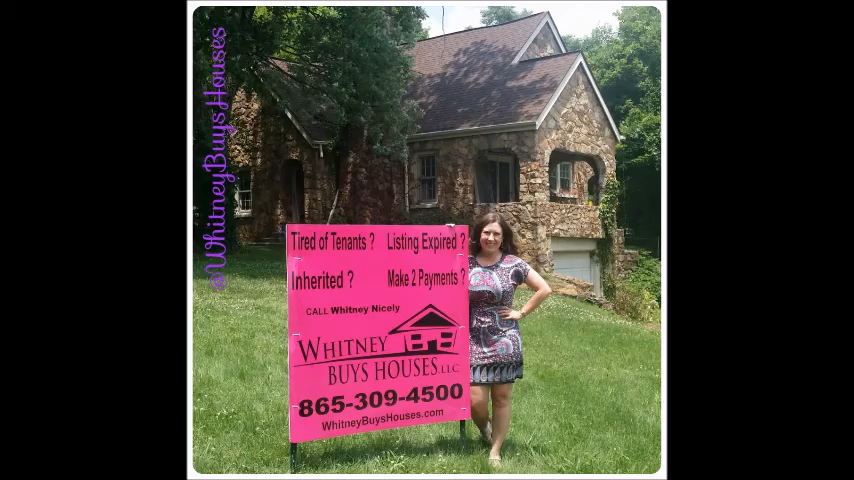 @WhitneyBuysHouses
Tired of Tenants ? Listing Expired ?
Inherited ? Make 2 Payments ?
CALL Whitney Nicely
WHITNEY
BUYS HOUSES, LLC
865-309-4500
WhitneyBuysHouses.com